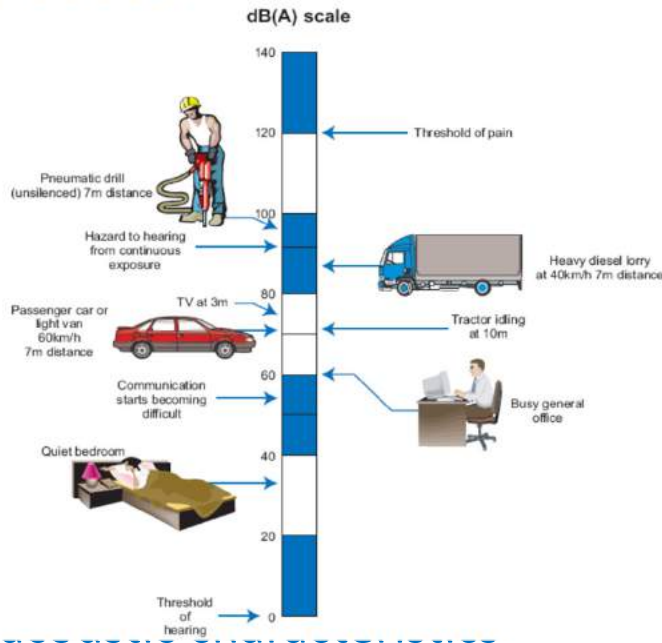 dB(A) scale
140
120
Threshold of pain
Pneumatic drill
(unsilenced) 7m distance
100
Hazard to hearing
from continuous
exposure
Heavy diesel lorry
at 40km/h 7m distance
80
TV at 3m
Passenger car or
light van
60km/h
7m distance
Tractor idling
at 10m
60
Communication
starts becoming
difficult
Busy general
office
Quiet bedroom
40
20
Threshold
of
hearing
0